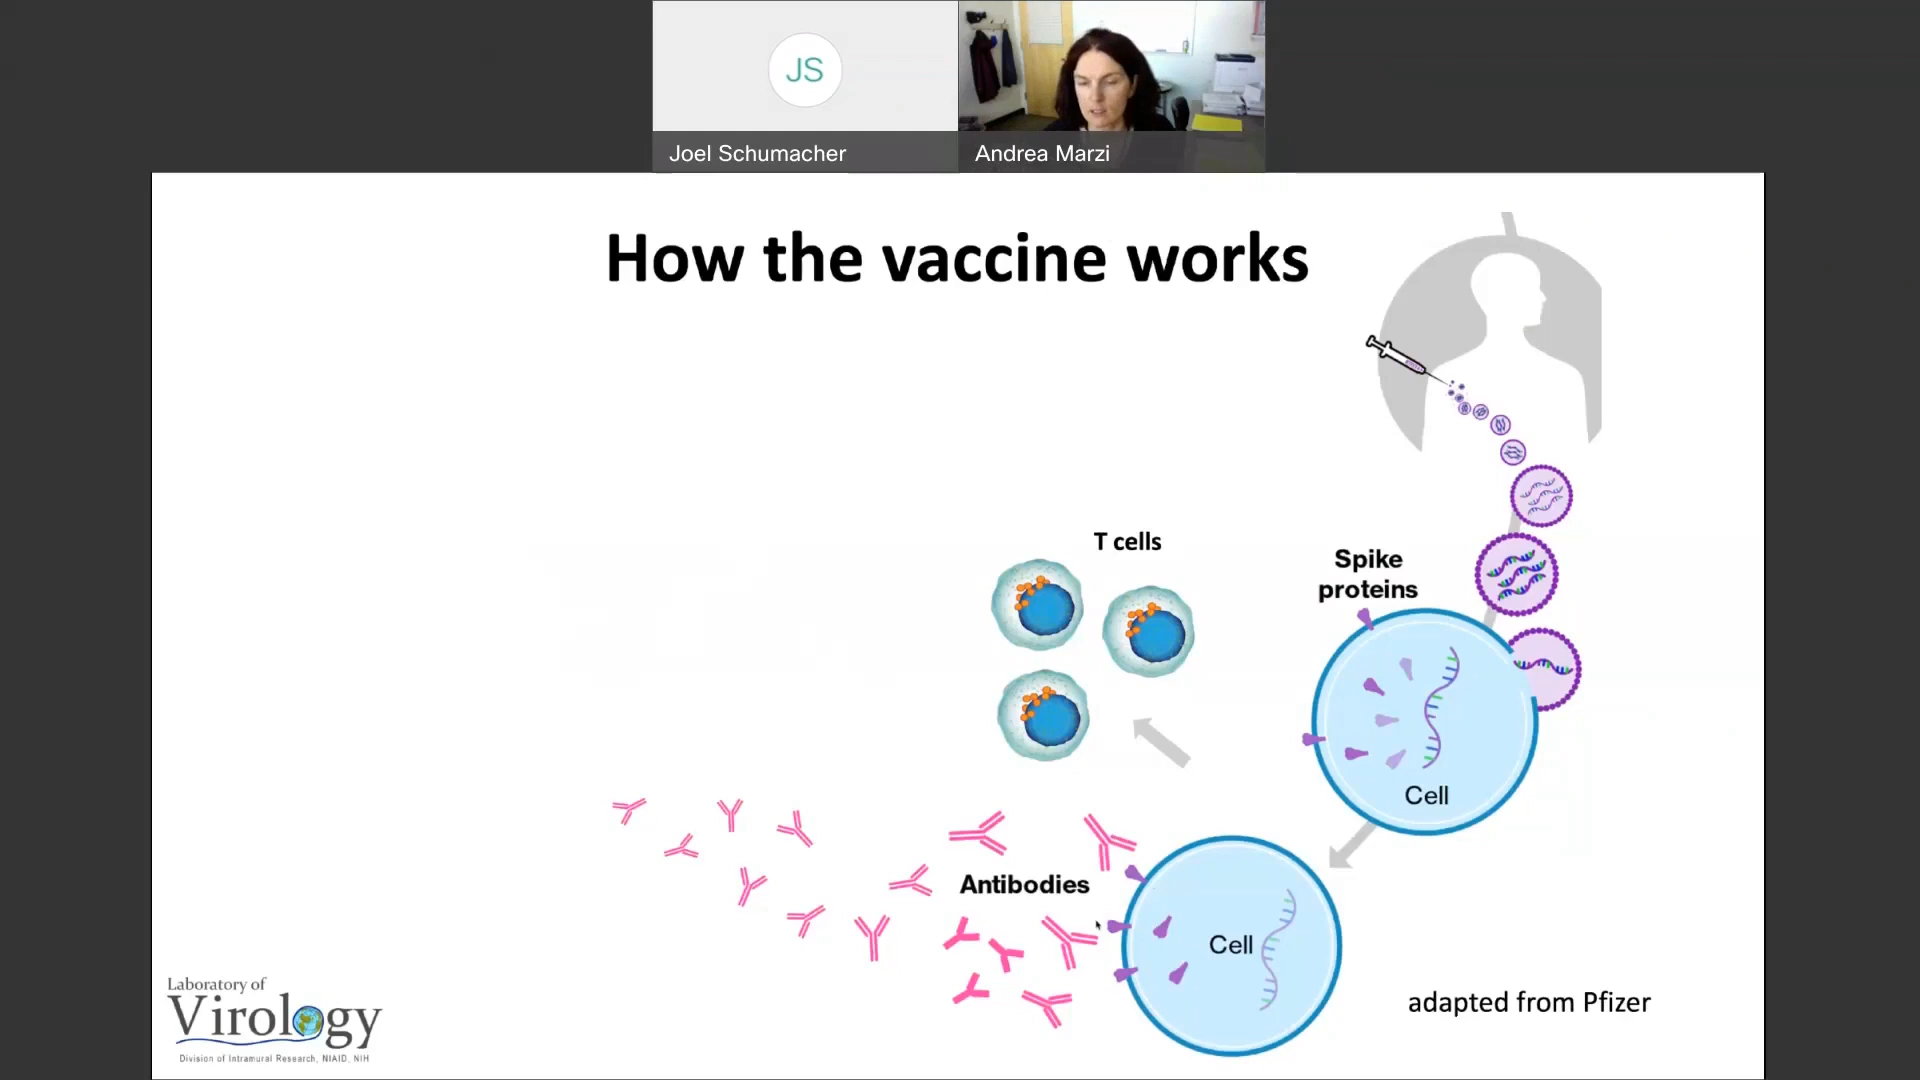 JS
Joel Schumacher
Andrea Marzi
How the vaccine works
T cells
Spike
proteins
Cell
Antibodies
Cell
adapted from Pfizer
Laboratory of
Virology
Division of Intramural Research, NIAID, NIH